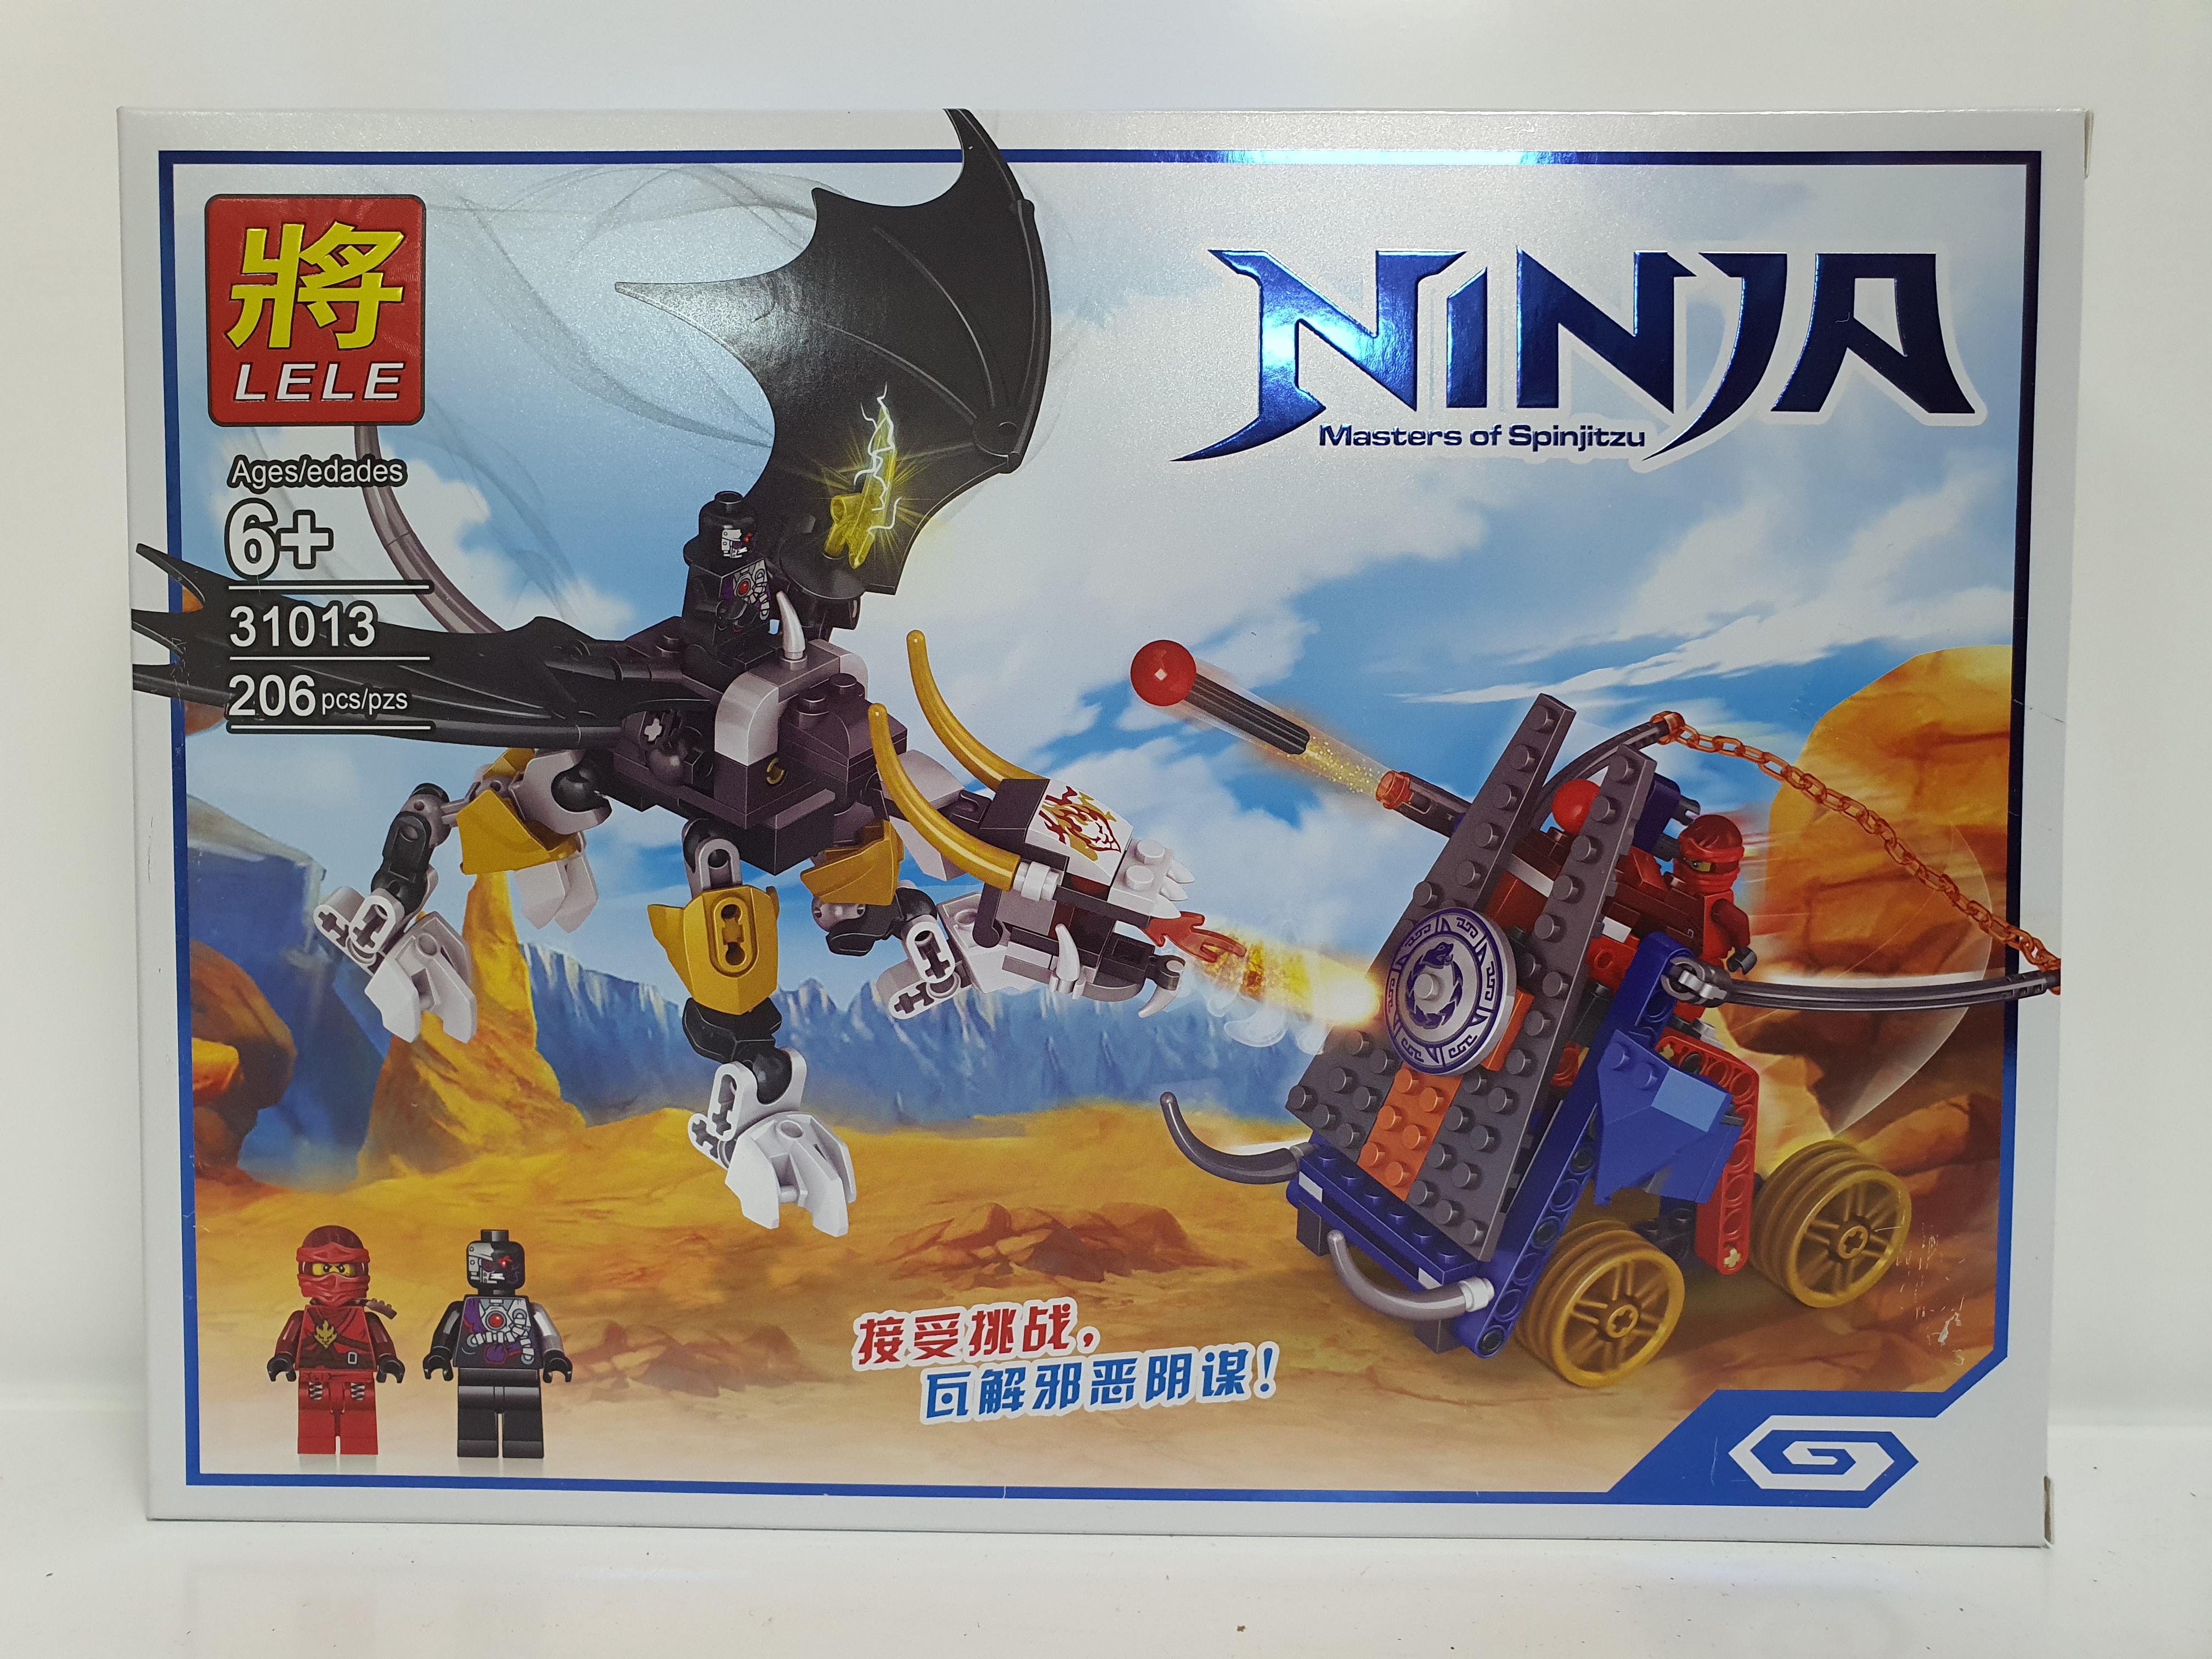 將
LELE
Ages/edades
6+
31013
206 pcs/pzs
NINJA
Masters of Spinjitzu
接受挑战，
瓦解邪恶阴谋！